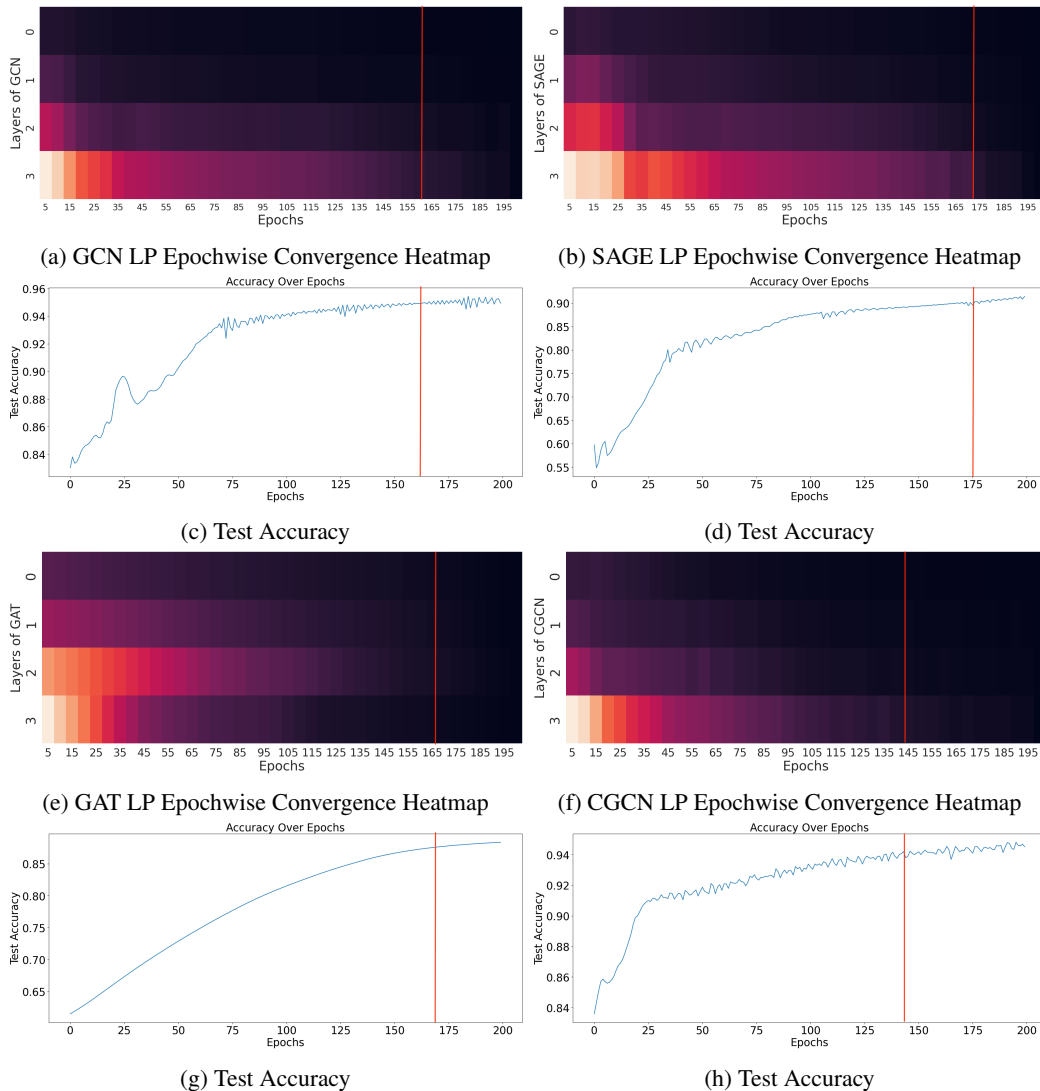 0 1 2 3
Layers of GCN
5 15 25 35 45 55 65 75 85 95 105 115 125 135 145 155 165 175 185 195
Epochs
(a) GCN LP Epochwise Convergence Heatmap
0 1 2 3
Layers of SAGE
5 15 25 35 45 55 65 75 85 95 105 115 125 135 145 155 165 175 185 195
Epochs
(b) SAGE LP Epochwise Convergence Heatmap
Accuracy Over Epochs
Test Accuracy
0.96
0.94
0.92
0.90
0.88
0.86
0.84
0 25 50 75 100 125 150 175 200
Epochs
(c) Test Accuracy
Accuracy Over Epochs
Test Accuracy
0.90
0.85
0.80
0.75
0.70
0.65
0.60
0.55
0 25 50 75 100 125 150 175 200
Epochs
(d) Test Accuracy
0 1 2 3
Layers of GAT
5 15 25 35 45 55 65 75 85 95 105 115 125 135 145 155 165 175 185 195
Epochs
(e) GAT LP Epochwise Convergence Heatmap
0 1 2 3
Layers of CGCN
5 15 25 35 45 55 65 75 85 95 105 115 125 135 145 155 165 175 185 195
Epochs
(f) CGCN LP Epochwise Convergence Heatmap
Accuracy Over Epochs
Test Accuracy
0.85
0.80
0.75
0.70
0.65
0 25 50 75 100 125 150 175 200
Epochs
(g) Test Accuracy
Accuracy Over Epochs
Test Accuracy
0.94
0.92
0.90
0.88
0.86
0.84
0 25 50 75 100 125 150 175 200
Epochs
(h) Test Accuracy